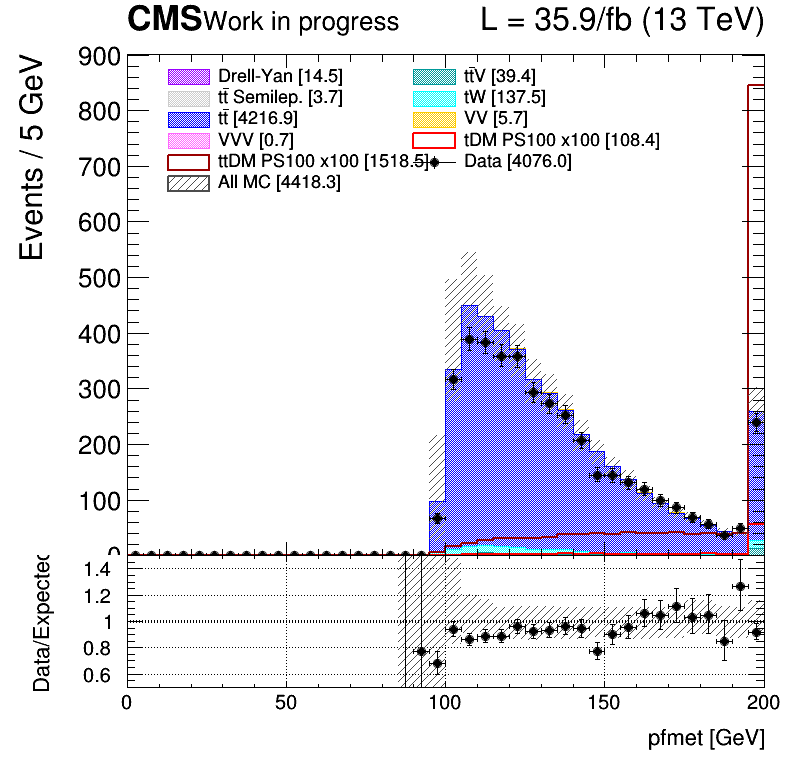 CMS Work in progress L = 35.9/fb (13 TeV)
Events / 5 GeV
900
800
700
600
500
400
300
200
100
0
Drell-Yan [14.5] tt̄V [39.4]
tt̄ Semilep. [3.7] tW [137.5]
tt̄ [4216.9] VV [5.7]
VVV [0.7] tDM PS100 x100 [108.4]
ttDM PS100 x100 [1518.5] Data [4076.0]
All MC [4418.3]
Data/Expected
1.4
1.2
1
0.8
0.6
0 50 100 150 200
pfmet [GeV]